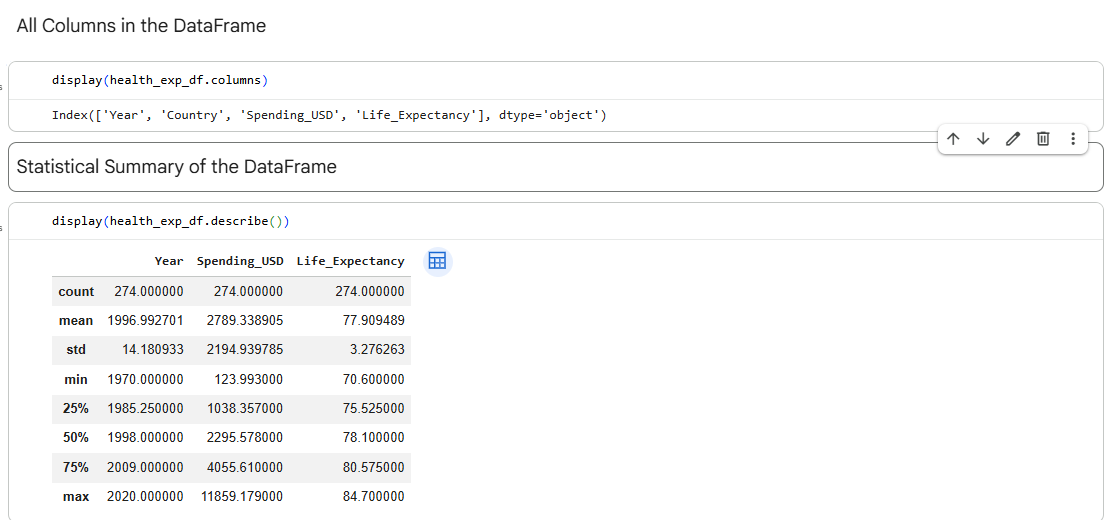 All Columns in the DataFrame
display(health_exp_df.columns)
Index(['Year', 'Country', 'Spending_USD', 'Life_Expectancy'], dtype='object')
Statistical Summary of the DataFrame
display(health_exp_df.describe())
Year Spending_USD Life_Expectancy
count 274.000000 274.000000 274.000000
mean 1996.992701 2789.338905 77.909489
std 14.180933 2194.939785 3.276263
min 1970.000000 123.993000 70.600000
25% 1985.250000 1038.357000 75.525000
50% 1998.000000 2295.578000 78.100000
75% 2009.000000 4055.610000 80.575000
max 2020.000000 11859.179000 84.700000